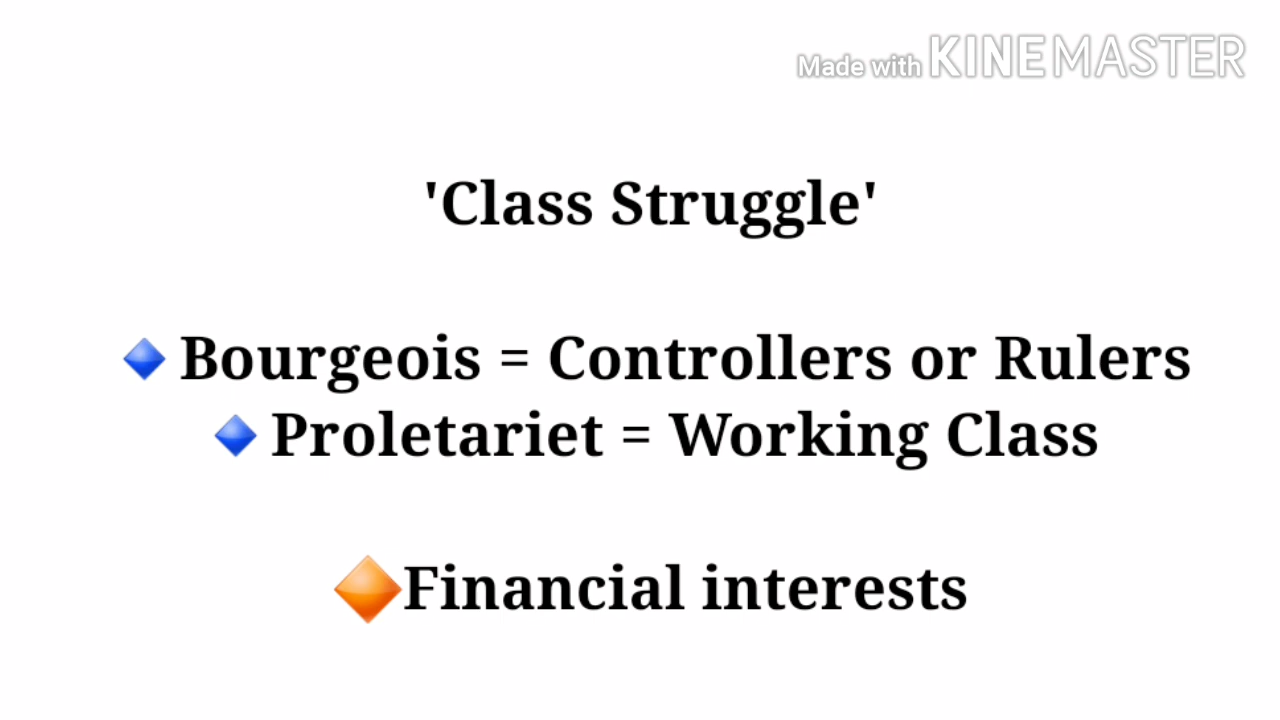 Made with KINEMASTER
'Class Struggle'
🔹Bourgeois = Controllers or Rulers
🔹Proletariet = Working Class
🔶Financial interests